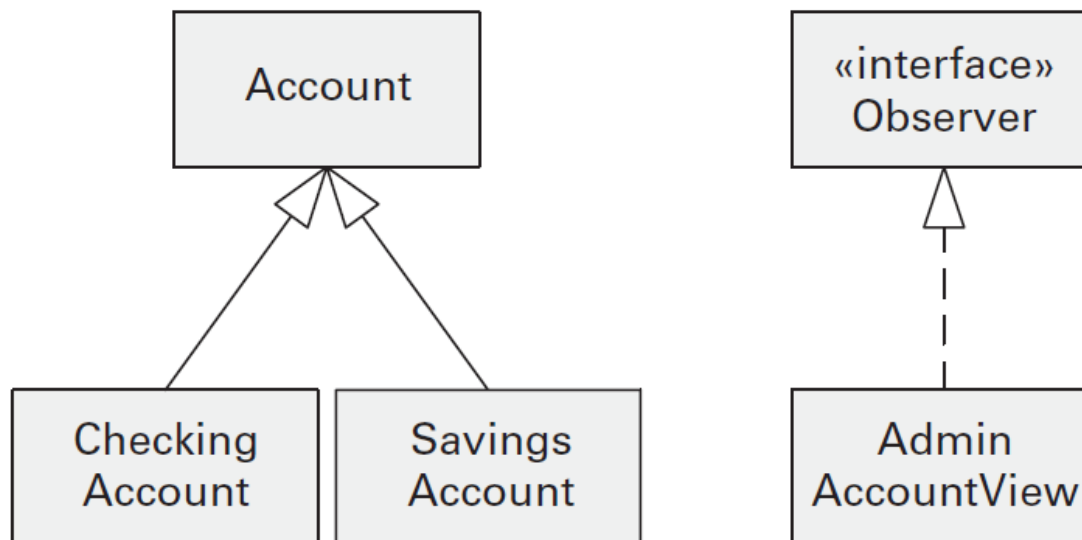 Account
«interface»
Observer
Checking
Account
Savings
Account
Admin
AccountView